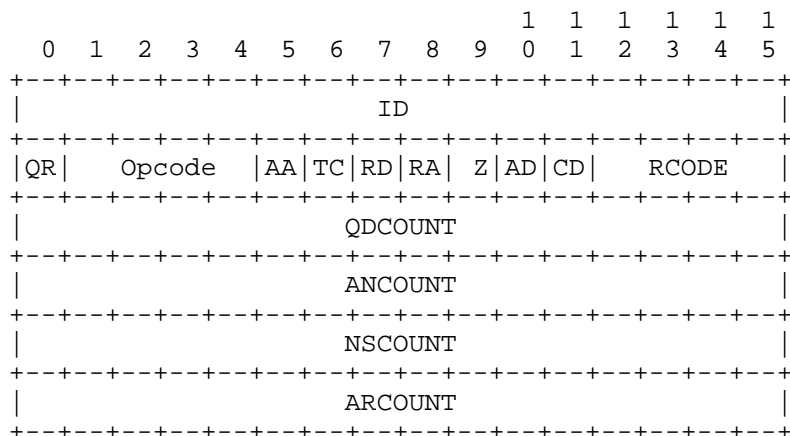 1 1 1 1 1 1
0 1 2 3 4 5 6 7 8 9 0 1 2 3 4 5
+--+--+--+--+--+--+--+--+--+--+--+--+--+--+--+--+
| ID |
+--+--+--+--+--+--+--+--+--+--+--+--+--+--+--+--+
|QR| Opcode |AA|TC|RD|RA| Z|AD|CD| RCODE |
+--+--+--+--+--+--+--+--+--+--+--+--+--+--+--+--+
| QDCOUNT |
+--+--+--+--+--+--+--+--+--+--+--+--+--+--+--+--+
| ANCOUNT |
+--+--+--+--+--+--+--+--+--+--+--+--+--+--+--+--+
| NSCOUNT |
+--+--+--+--+--+--+--+--+--+--+--+--+--+--+--+--+
| ARCOUNT |
+--+--+--+--+--+--+--+--+--+--+--+--+--+--+--+--+